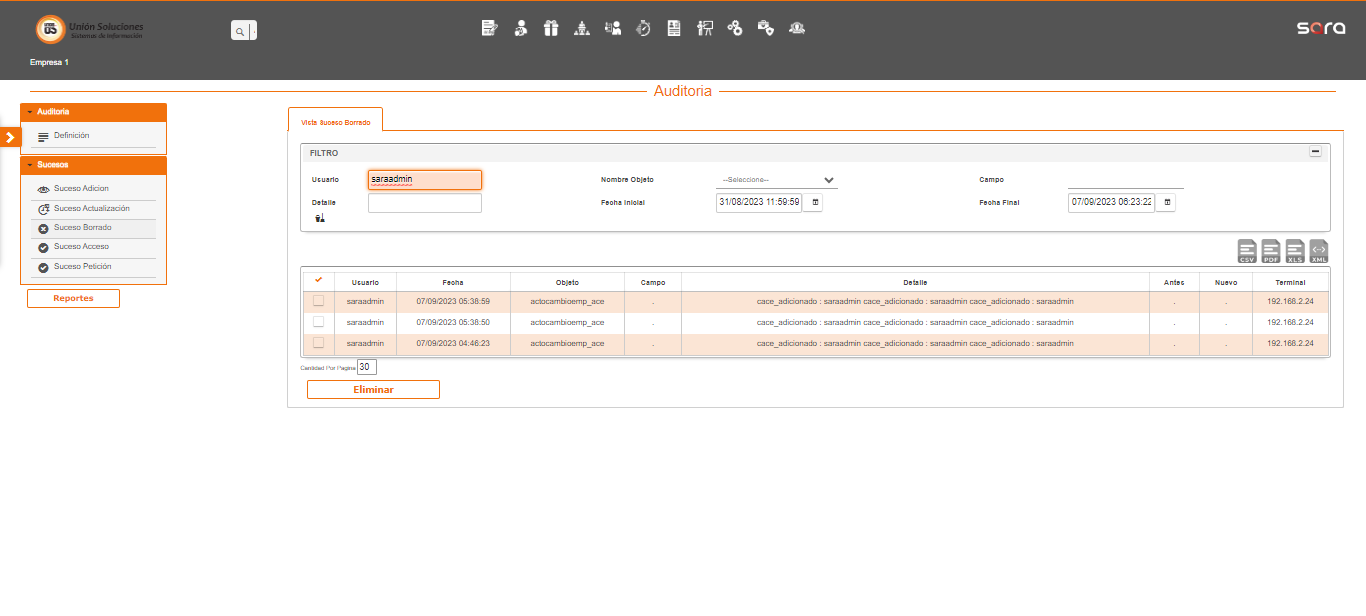 Unión Soluciones
Sistemas de Información
sara
Empresa 1
Auditoria
Auditoria
Definición
Sucesos
Suceso Adicion
Suceso Actualización
Suceso Borrado
Suceso Acceso
Suceso Petición
Reportes
Vista Suceso Borrado
FILTRO
Usuario saraadmin Nombre Objeto --Seleccione-- Campo
Detalle Fecha Inicial 31/08/2023 11:59:59 Fecha Final 07/09/2023 06:23:22
CSV PDF XLS XML
Usuario Fecha Objeto Campo Detalle Antes Nuevo Terminal
saraadmin 07/09/2023 05:38:59 actocambioemp_ace . cace_adicionado : saraadmin cace_adicionado : saraadmin cace_adicionado : saraadmin . . 192.168.2.24
saraadmin 07/09/2023 05:38:50 actocambioemp_ace . cace_adicionado : saraadmin cace_adicionado : saraadmin cace_adicionado : saraadmin . . 192.168.2.24
saraadmin 07/09/2023 04:46:23 actocambioemp_ace . cace_adicionado : saraadmin cace_adicionado : saraadmin cace_adicionado : saraadmin . . 192.168.2.24
Cantidad Por Pagina 30
Eliminar